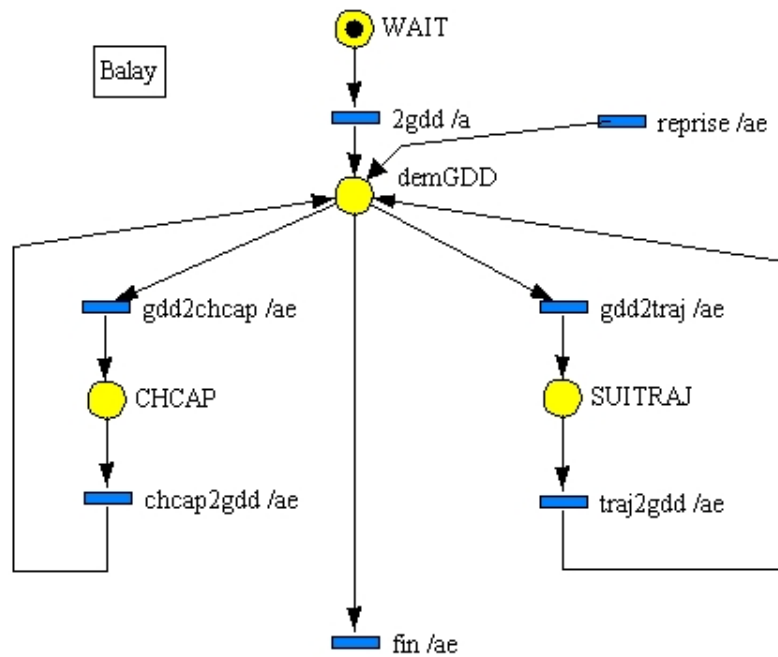 WAIT
Balay
2gdd /a
reprise /ae
demGDD
gdd2chcap /ae
gdd2traj /ae
CHCAP
SUITRAJ
chcap2gdd /ae
traj2gdd /ae
fin /ae